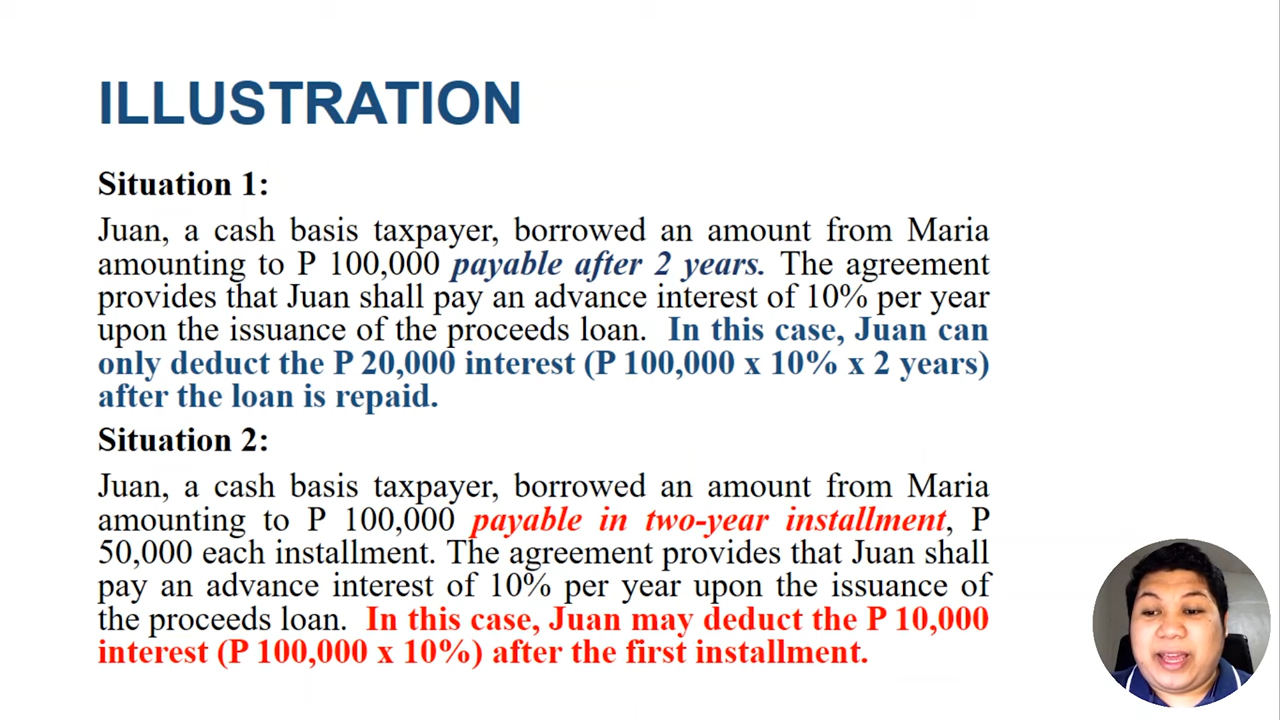 ILLUSTRATION
Situation 1:
Juan, a cash basis taxpayer, borrowed an amount from Maria
amounting to P 100,000 payable after 2 years. The agreement
provides that Juan shall pay an advance interest of 10% per year
upon the issuance of the proceeds loan. In this case, Juan can
only deduct the P 20,000 interest (P 100,000 x 10% x 2 years)
after the loan is repaid.
Situation 2:
Juan, a cash basis taxpayer, borrowed an amount from Maria
amounting to P 100,000 payable in two-year installment, P
50,000 each installment. The agreement provides that Juan shall
pay an advance interest of 10% per year upon the issuance of
the proceeds loan. In this case, Juan may deduct the P 10,000
interest (P 100,000 x 10%) after the first installment.